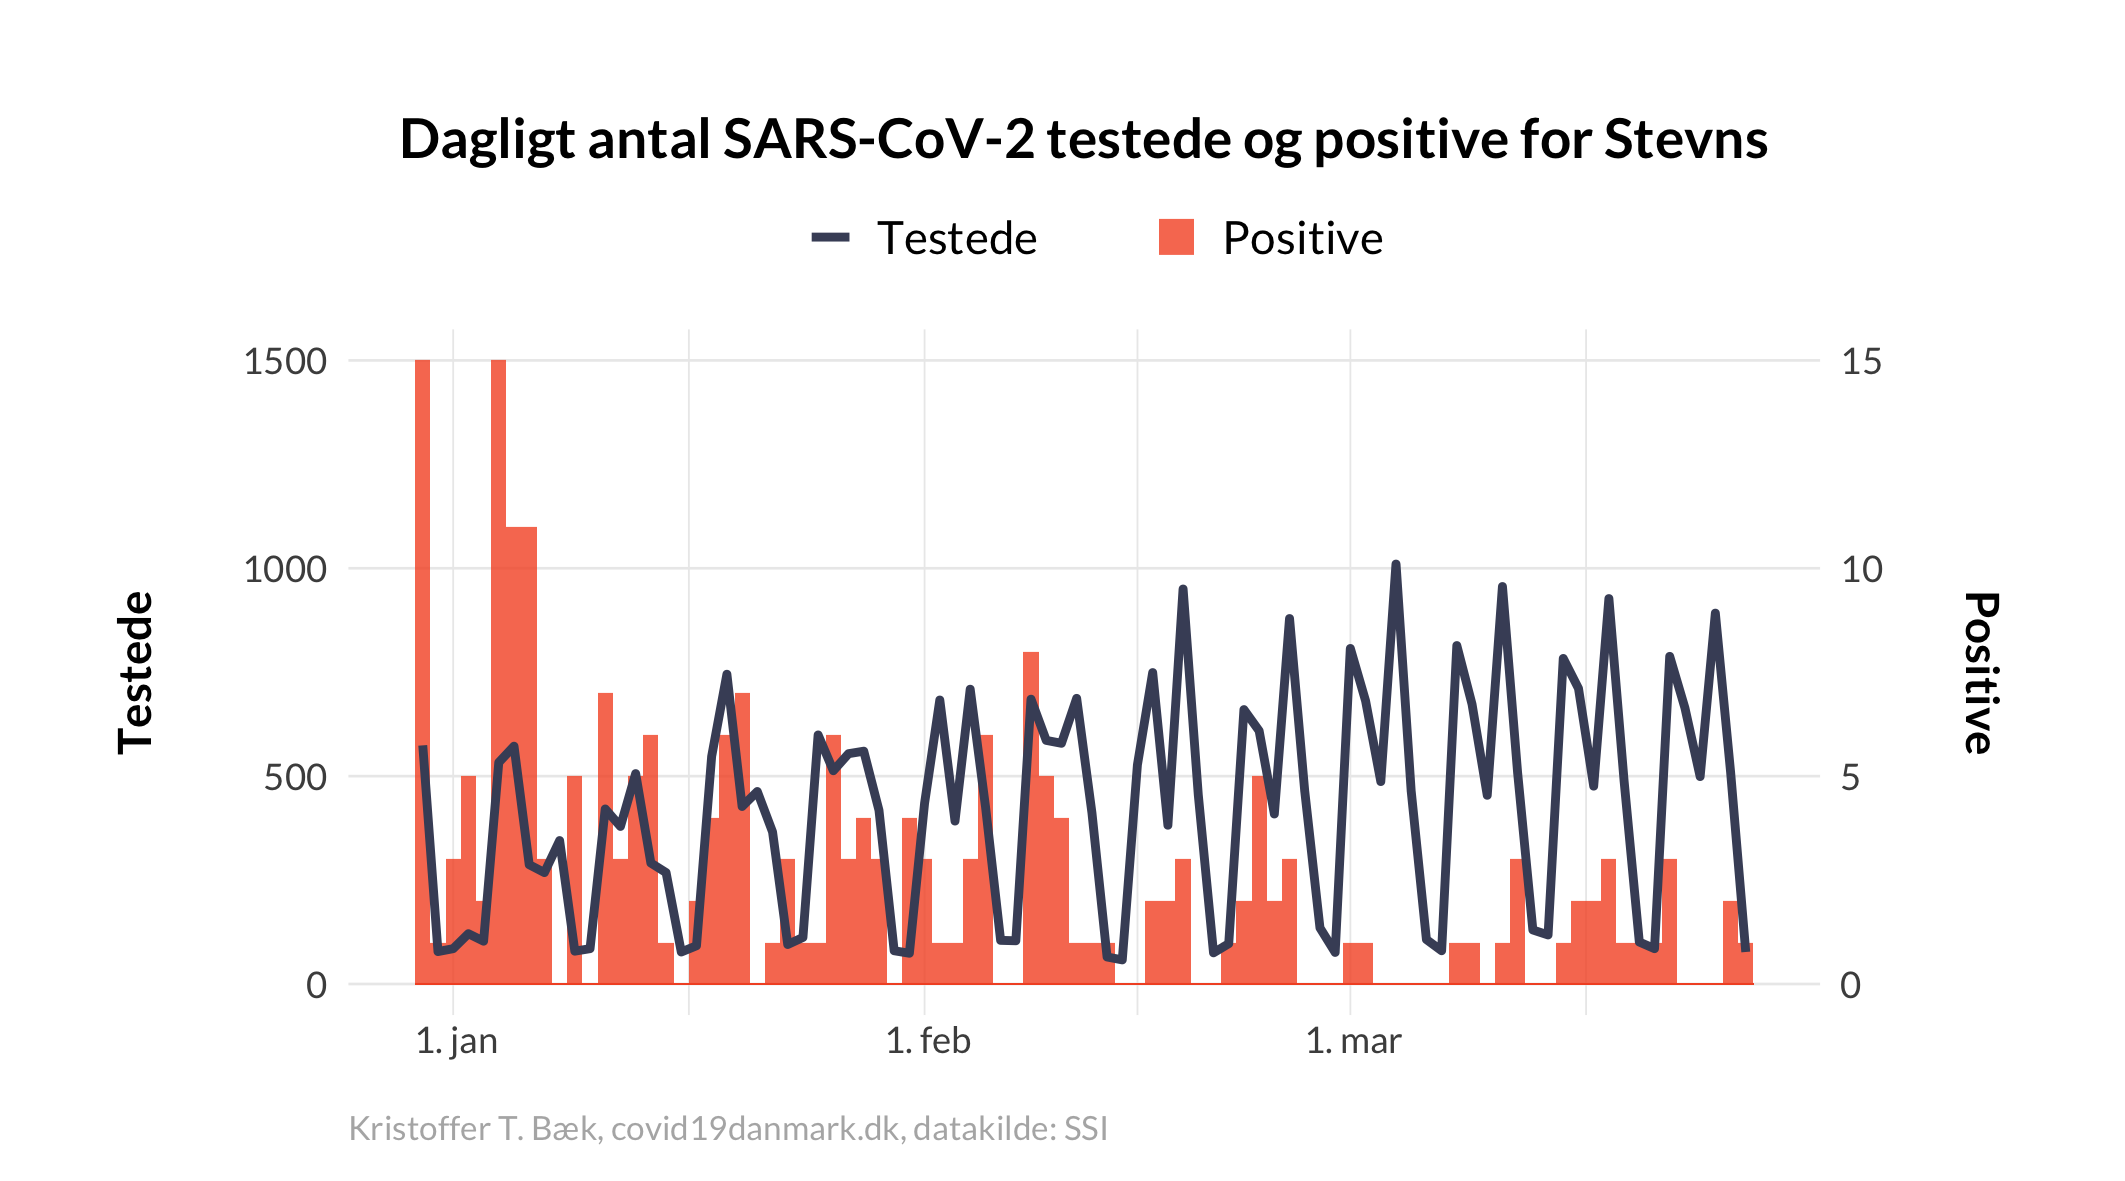 Dagligt antal SARS-CoV-2 testede og positive for Stevns
Testede Positive
1500 15
1000 10
500 5
0 0
Testede
Positive
1. jan 1. feb 1. mar
Kristoffer T. Bæk, covid19danmark.dk, datakilde: SSI